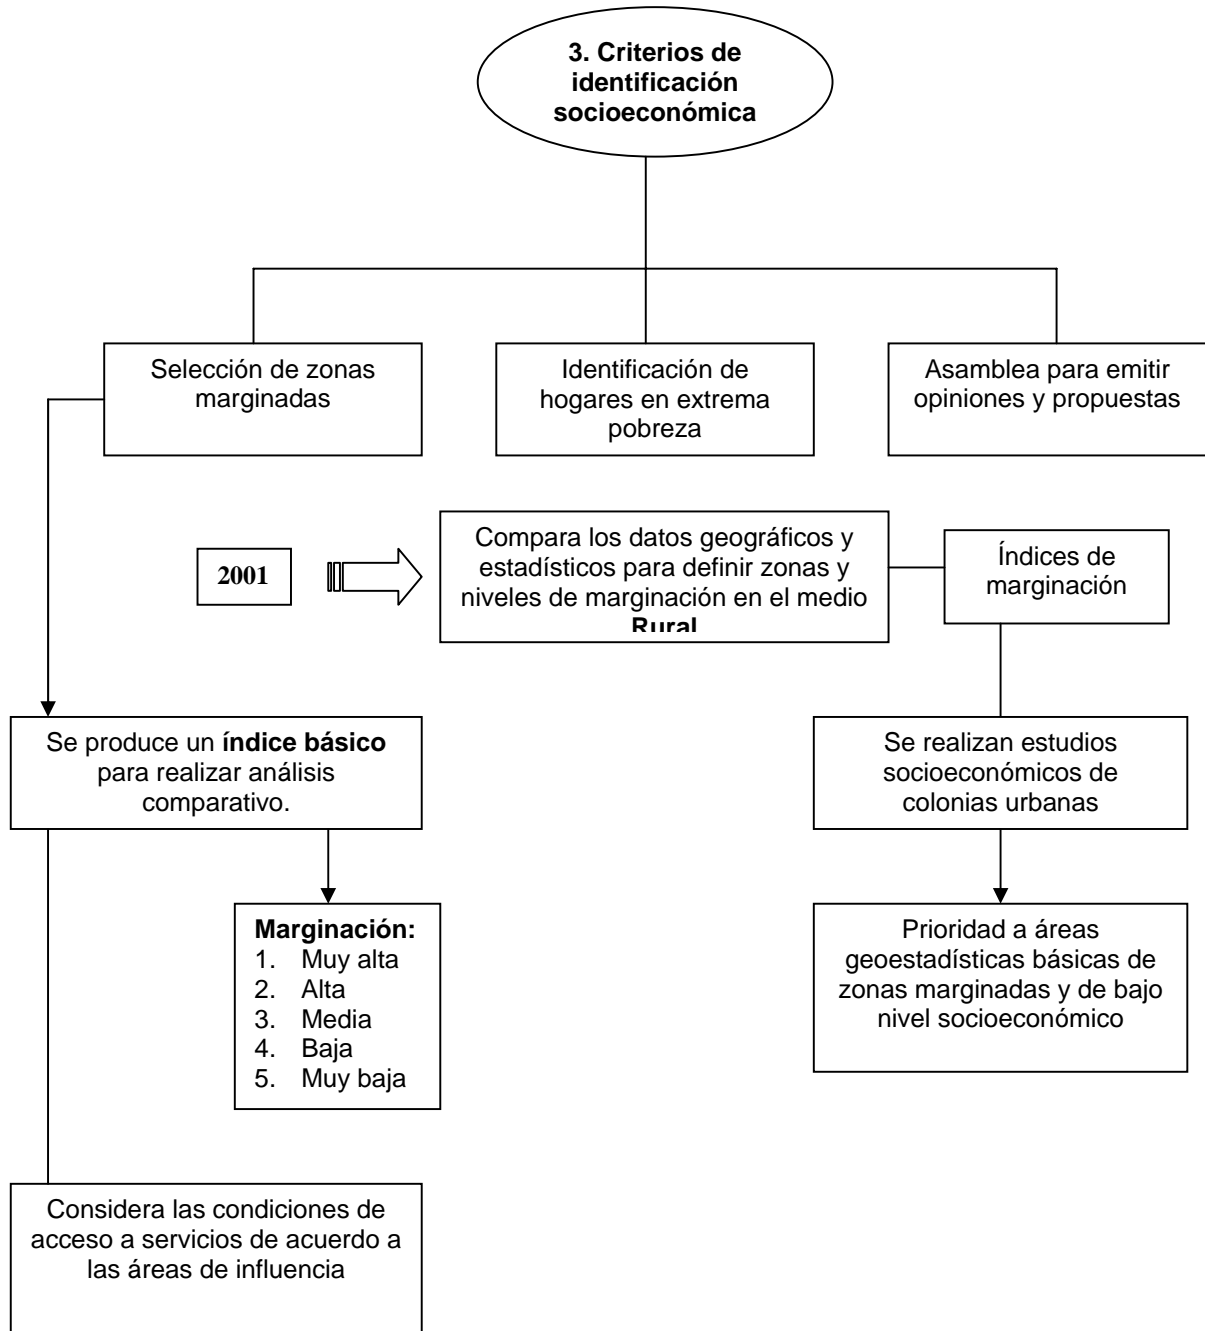 3. Criterios de
identificación
socioeconómica
Selección de zonas
marginadas
Identificación de
hogares en extrema
pobreza
Asamblea para emitir
opiniones y propuestas
2001
Compara los datos geográficos y
estadísticos para definir zonas y
niveles de marginación en el medio
Rural
Índices de
marginación
Se produce un índice básico
para realizar análisis
comparativo.
Se realizan estudios
socioeconómicos de
colonias urbanas
Marginación:
1. Muy alta
2. Alta
3. Media
4. Baja
5. Muy baja
Prioridad a áreas
geoestadísticas básicas de
zonas marginadas y de bajo
nivel socioeconómico
Considera las condiciones de
acceso a servicios de acuerdo a
las áreas de influencia